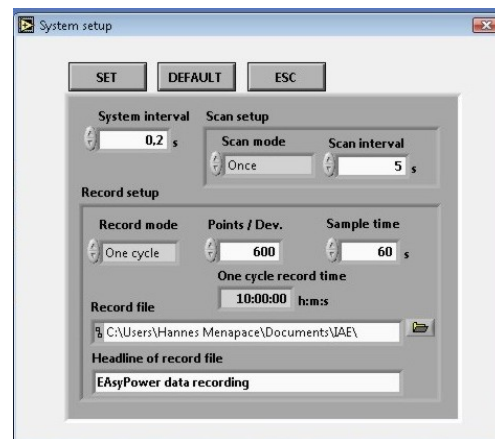 System setup
SET DEFAULT ESC
System interval Scan setup
0,2 s
Scan mode Scan interval
Once 5 s
Record setup
Record mode Points / Dev. Sample time
One cycle 600 60 s
One cycle record time
10:00:00 h:m:s
Record file
C:\Users\Hannes Menapace\Documents\IAE\
Headline of record file
EAsyPower data recording